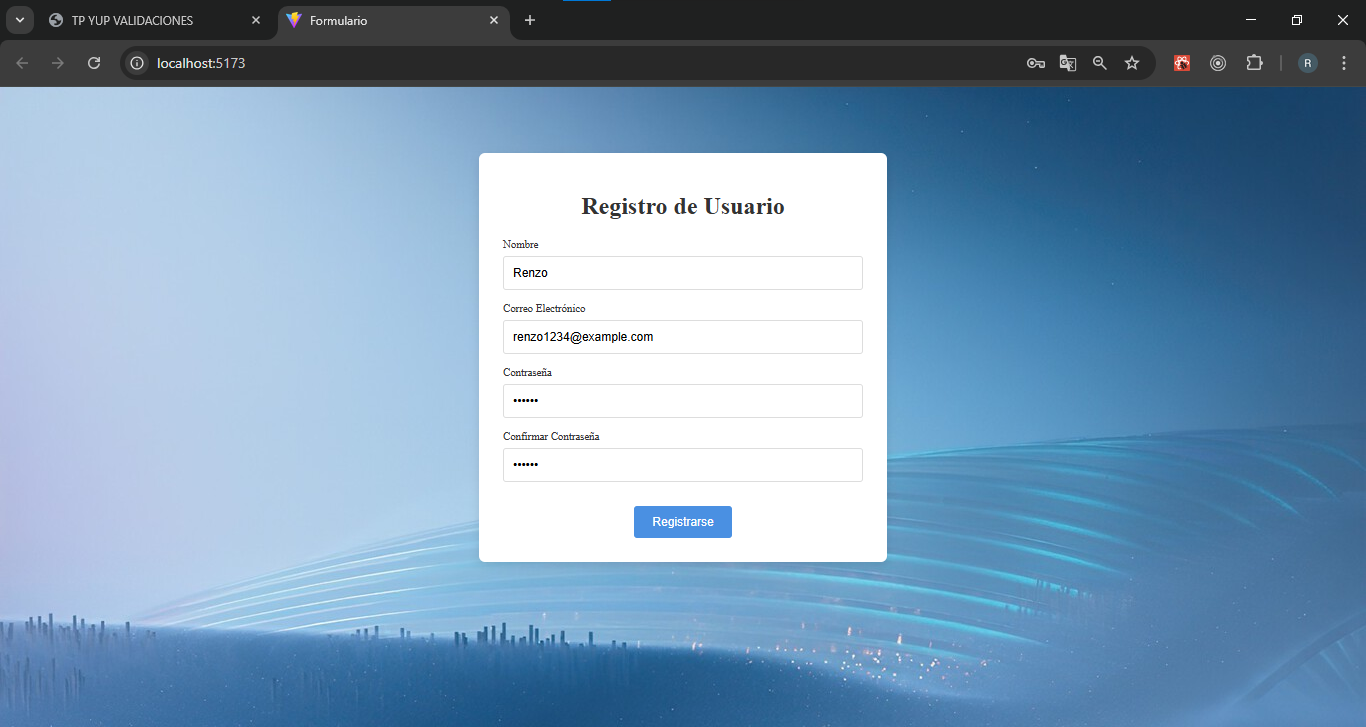 TP YUP VALIDACIONES
Formulario
localhost:5173
R
Registro de Usuario
Nombre
Renzo
Correo Electrónico
renzo1234@example.com
Contraseña
••••••
Confirmar Contraseña
••••••
Registrarse